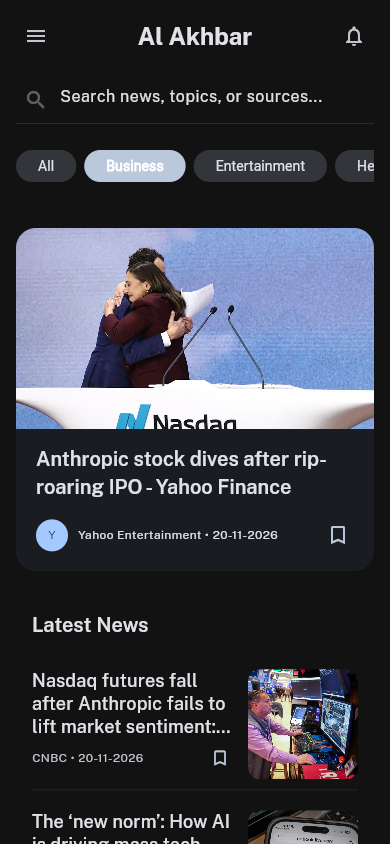 Al Akhbar
Search news, topics, or sources...
All
Business
Entertainment
He
Nasdaq
Anthropic stock dives after rip-
roaring IPO - Yahoo Finance
Y
Yahoo Entertainment • 20-11-2026
Latest News
Nasdaq futures fall
after Anthropic fails to
lift market sentiment:...
CNBC • 20-11-2026
The ‘new norm’: How AI
is driving mass tech